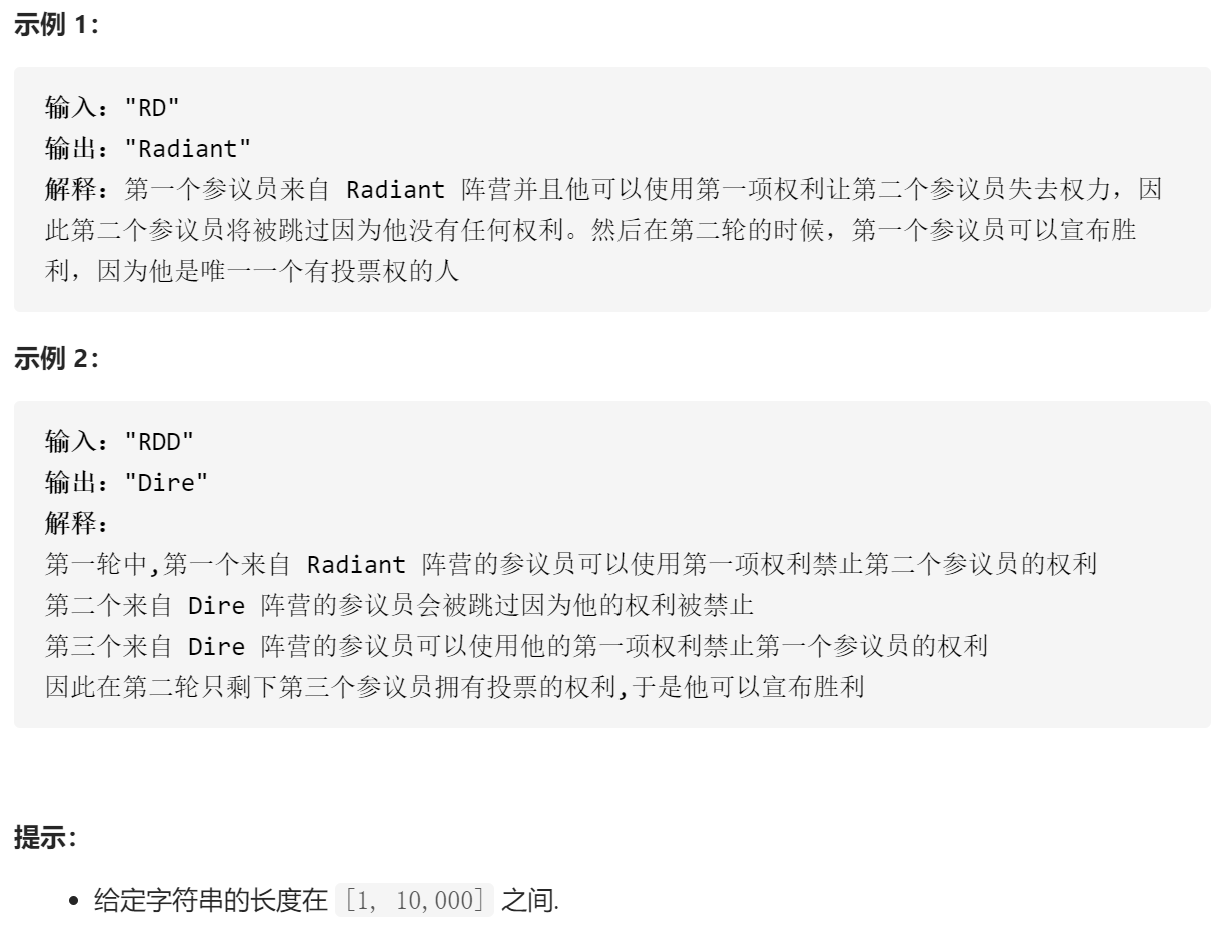 示例 1：
输入："RD"
输出："Radiant"
解释：第一个参议员来自 Radiant 阵营并且他可以使用第一项权利让第二个参议员失去权力，因
此第二个参议员将被跳过因为他没有任何权利。然后在第二轮的时候，第一个参议员可以宣布胜
利，因为他是唯一一个有投票权的人
示例 2：
输入："RDD"
输出："Dire"
解释：
第一轮中,第一个来自 Radiant 阵营的参议员可以使用第一项权利禁止第二个参议员的权利
第二个来自 Dire 阵营的参议员会被跳过因为他的权利被禁止
第三个来自 Dire 阵营的参议员可以使用他的第一项权利禁止第一个参议员的权利
因此在第二轮只剩下第三个参议员拥有投票的权利,于是他可以宣布胜利
提示：
• 给定字符串的长度在 [1, 10,000] 之间.